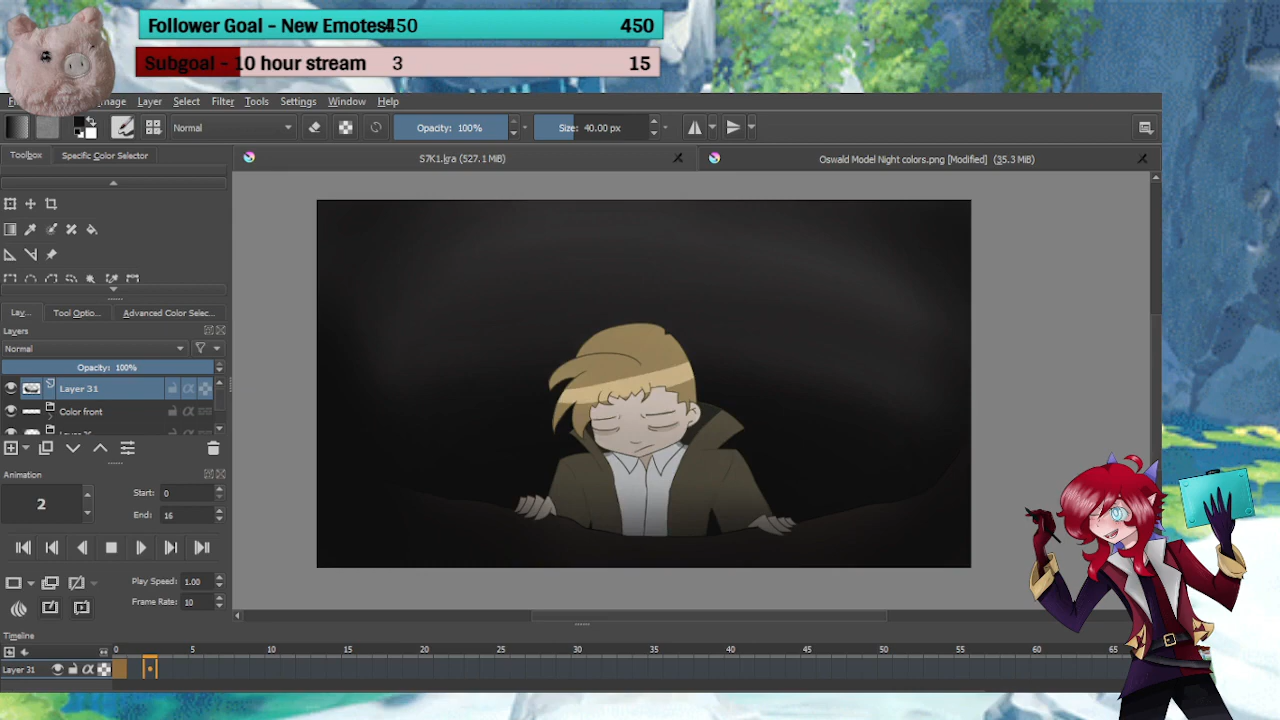 Follower Goal - New Emotes! 450 450
Subgoal - 10 hour stream 3 15
Image Layer Select Filter Tools Settings Window Help
Normal Opacity: 100% Size: 40.00 px
Toolbox Specific Color Selector
S7K1.kra (527.1 MiB)
Oswald Model Night colors.png [Modified] (35.3 MiB)
Lay... Tool Optio... Advanced Color Selec...
Layers
Normal
Opacity: 100%
Layer 31
Color front
Animation
2
Start: 0
End: 16
Play Speed: 1.00
Frame Rate: 10
Timeline
0 5 10 15 20 25 30 35 40 45 50 55 60 65
Layer 31